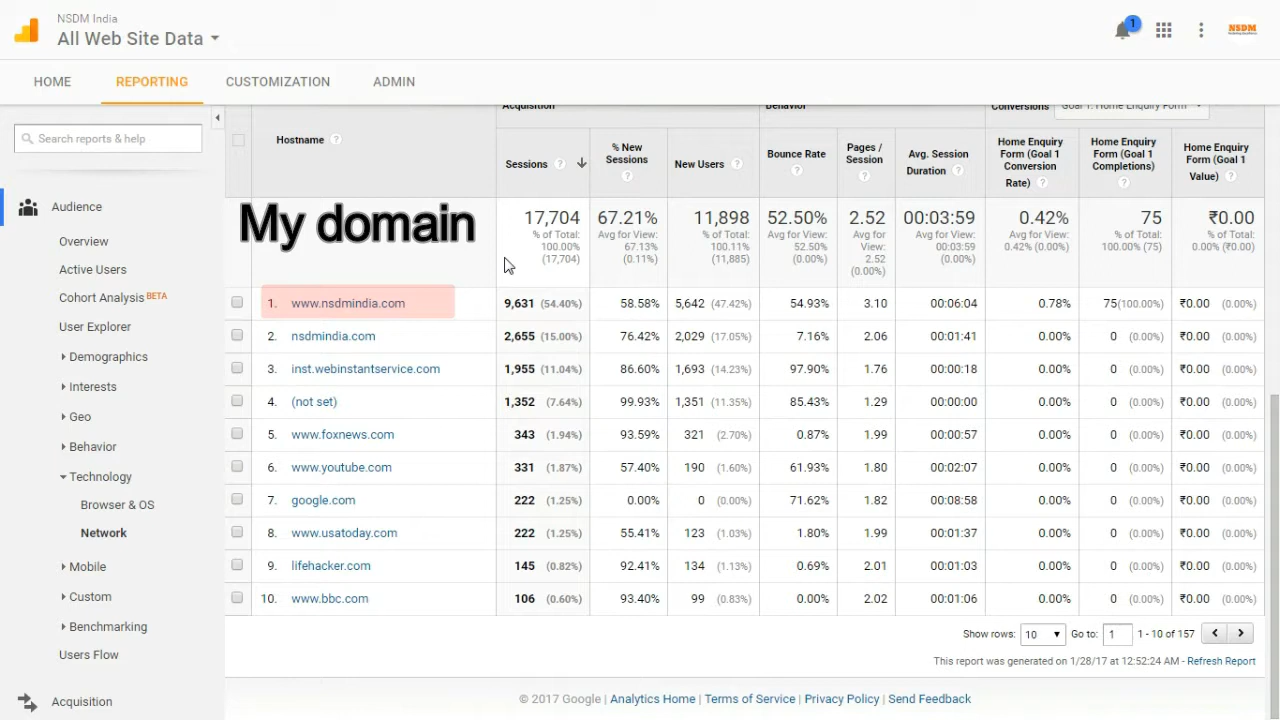 NSDM India
All Web Site Data
1
NSDM
HOME REPORTING CUSTOMIZATION ADMIN
Search reports & help
Audience
Overview
Active Users
Cohort Analysis BETA
User Explorer
Demographics
Interests
Geo
Behavior
Technology
Browser & OS
Network
Mobile
Custom
Benchmarking
Users Flow
Acquisition
Acquisition Behavior Conversions Goal 1: Home Enquiry Form
Hostname ? Sessions ? % New Sessions ? New Users ? Bounce Rate ? Pages / Session ? Avg. Session Duration ? Home Enquiry Form (Goal 1 Conversion Rate) ? Home Enquiry Form (Goal 1 Completions) ? Home Enquiry Form (Goal 1 Value) ?
My domain
17,704 67.21% 11,898 52.50% 2.52 00:03:59 0.42% 75 ₹0.00
% of Total: 100.00% (17,704) Avg for View: 67.13% (0.11%) % of Total: 100.11% (11,885) Avg for View: 52.50% (0.00%) Avg for View: 2.52 (0.00%) Avg for View: 00:03:59 (0.00%) Avg for View: 0.42% (0.00%) % of Total: 100.00% (75) % of Total: 0.00% (₹0.00)
1. www.nsdmindia.com 9,631 (54.40%) 58.58% 5,642 (47.42%) 54.93% 3.10 00:06:04 0.78% 75(100.00%) ₹0.00 (0.00%)
2. nsdmindia.com 2,655 (15.00%) 76.42% 2,029 (17.05%) 7.16% 2.06 00:01:41 0.00% 0 (0.00%) ₹0.00 (0.00%)
3. inst.webinstantservice.com 1,955 (11.04%) 86.60% 1,693 (14.23%) 97.90% 1.76 00:00:18 0.00% 0 (0.00%) ₹0.00 (0.00%)
4. (not set) 1,352 (7.64%) 99.93% 1,351 (11.35%) 85.43% 1.29 00:00:00 0.00% 0 (0.00%) ₹0.00 (0.00%)
5. www.foxnews.com 343 (1.94%) 93.59% 321 (2.70%) 0.87% 1.99 00:00:57 0.00% 0 (0.00%) ₹0.00 (0.00%)
6. www.youtube.com 331 (1.87%) 57.40% 190 (1.60%) 61.93% 1.80 00:02:07 0.00% 0 (0.00%) ₹0.00 (0.00%)
7. google.com 222 (1.25%) 0.00% 0 (0.00%) 71.62% 1.82 00:08:58 0.00% 0 (0.00%) ₹0.00 (0.00%)
8. www.usatoday.com 222 (1.25%) 55.41% 123 (1.03%) 1.80% 1.99 00:01:37 0.00% 0 (0.00%) ₹0.00 (0.00%)
9. lifehacker.com 145 (0.82%) 92.41% 134 (1.13%) 0.69% 2.01 00:01:03 0.00% 0 (0.00%) ₹0.00 (0.00%)
10. www.bbc.com 106 (0.60%) 93.40% 99 (0.83%) 0.00% 2.02 00:01:06 0.00% 0 (0.00%) ₹0.00 (0.00%)
Show rows: 10 Go to: 1 1 - 10 of 157
This report was generated on 1/28/17 at 12:52:24 AM - Refresh Report
© 2017 Google | Analytics Home | Terms of Service | Privacy Policy | Send Feedback